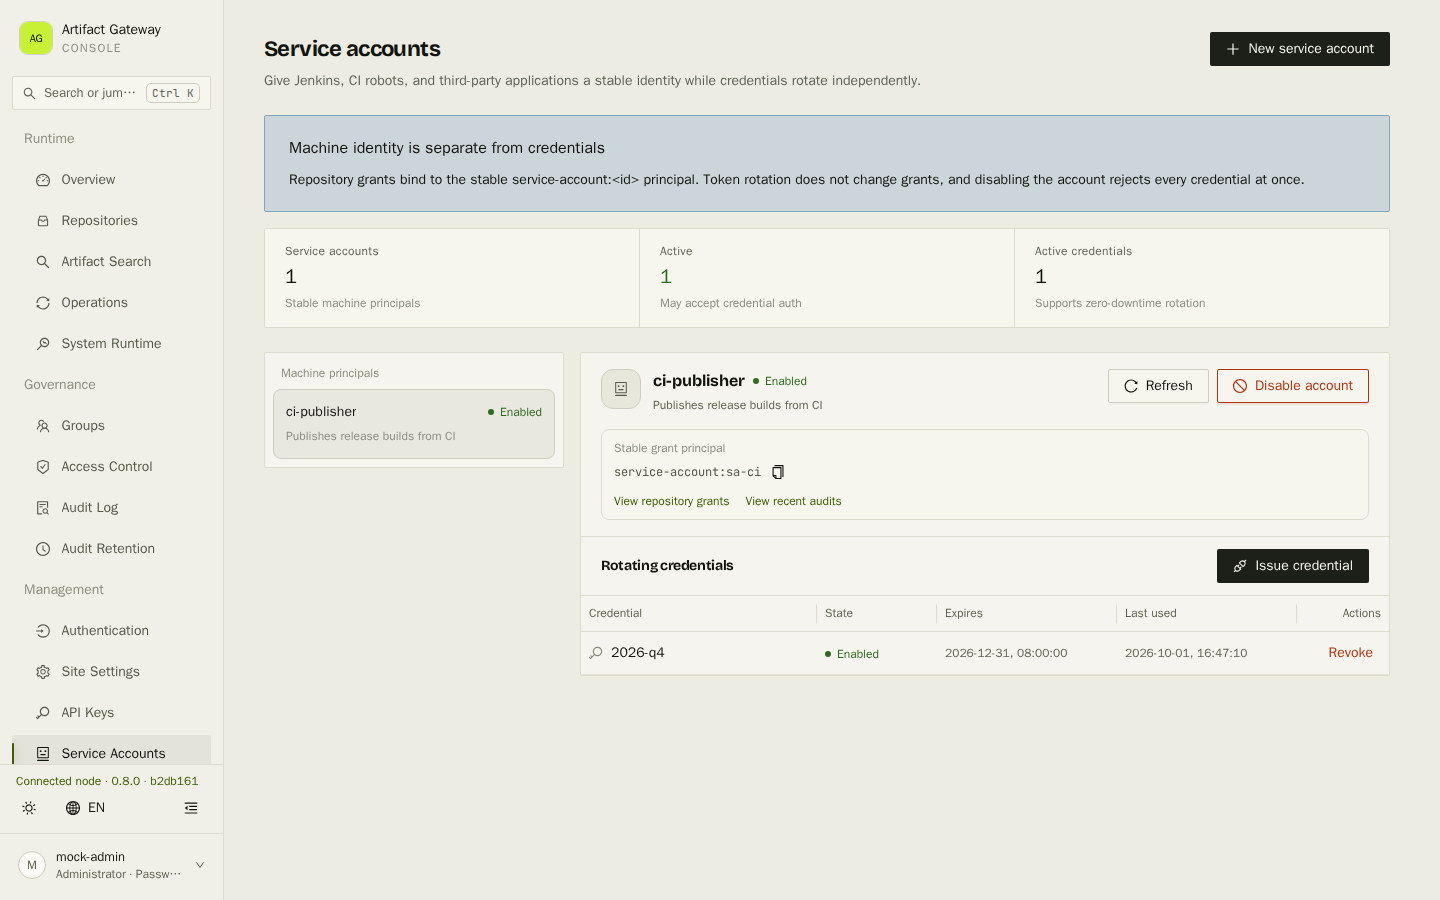 AG
Artifact Gateway
CONSOLE
Search or jum···
Ctrl K
Runtime
Overview
Repositories
Artifact Search
Operations
System Runtime
Governance
Groups
Access Control
Audit Log
Audit Retention
Management
Authentication
Site Settings
API Keys
Service Accounts
Connected node · 0.8.0 · b2db161
EN
M
mock-admin
Administrator · Passw···
Service accounts
Give Jenkins, CI robots, and third-party applications a stable identity while credentials rotate independently.
New service account
Machine identity is separate from credentials
Repository grants bind to the stable service-account:<id> principal. Token rotation does not change grants, and disabling the account rejects every credential at once.
Service accounts
1
Stable machine principals
Active
1
May accept credential auth
Active credentials
1
Supports zero-downtime rotation
Machine principals
ci-publisher
Enabled
Publishes release builds from CI
ci-publisher
Enabled
Publishes release builds from CI
Refresh
Disable account
Stable grant principal
service-account:sa-ci
View repository grants
View recent audits
Rotating credentials
Issue credential
Credential
State
Expires
Last used
Actions
2026-q4
Enabled
2026-12-31, 08:00:00
2026-10-01, 16:47:10
Revoke